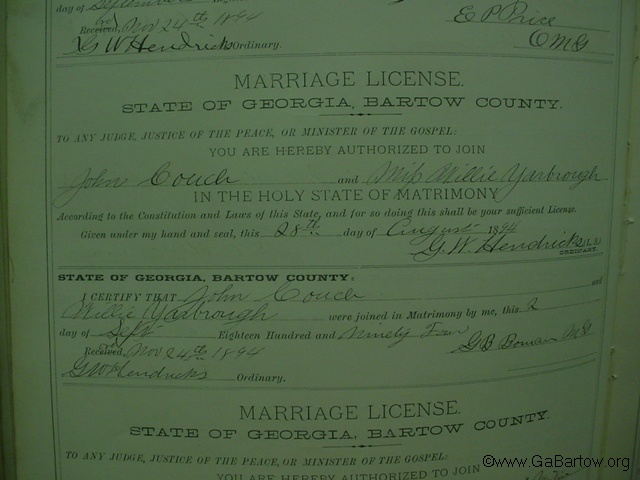 day of September
E P Price
Rec'd Received, Nov 24th 1894
G W Hendricks Ordinary. OMG
MARRIAGE LICENSE.
STATE OF GEORGIA, BARTOW COUNTY.
TO ANY JUDGE, JUSTICE OF THE PEACE, OR MINISTER OF THE GOSPEL:
YOU ARE HEREBY AUTHORIZED TO JOIN
John Couch and Miss Willie Yarbrough
IN THE HOLY STATE OF MATRIMONY
According to the Constitution and Laws of this State, and for so doing this shall be your sufficient License.
Given under my hand and seal, this 28th day of August 1894
G. W. Hendricks (L.S.)
ORDINARY.
STATE OF GEORGIA, BARTOW COUNTY:
I CERTIFY THAT John Couch and
Willie Yarbrough were joined in Matrimony by me, this 2
day of Sept Eighteen Hundred and Ninety Four
Received, Nov 24th 1894 G B Boman MG
G W Hendricks Ordinary.
MARRIAGE LICENSE.
STATE OF GEORGIA, BARTOW COUNTY.
TO ANY JUDGE, JUSTICE OF THE PEACE, OR MINISTER OF THE GOSPEL:
YOU ARE HEREBY AUTHORIZED TO JOIN
©www.GaBartow.org